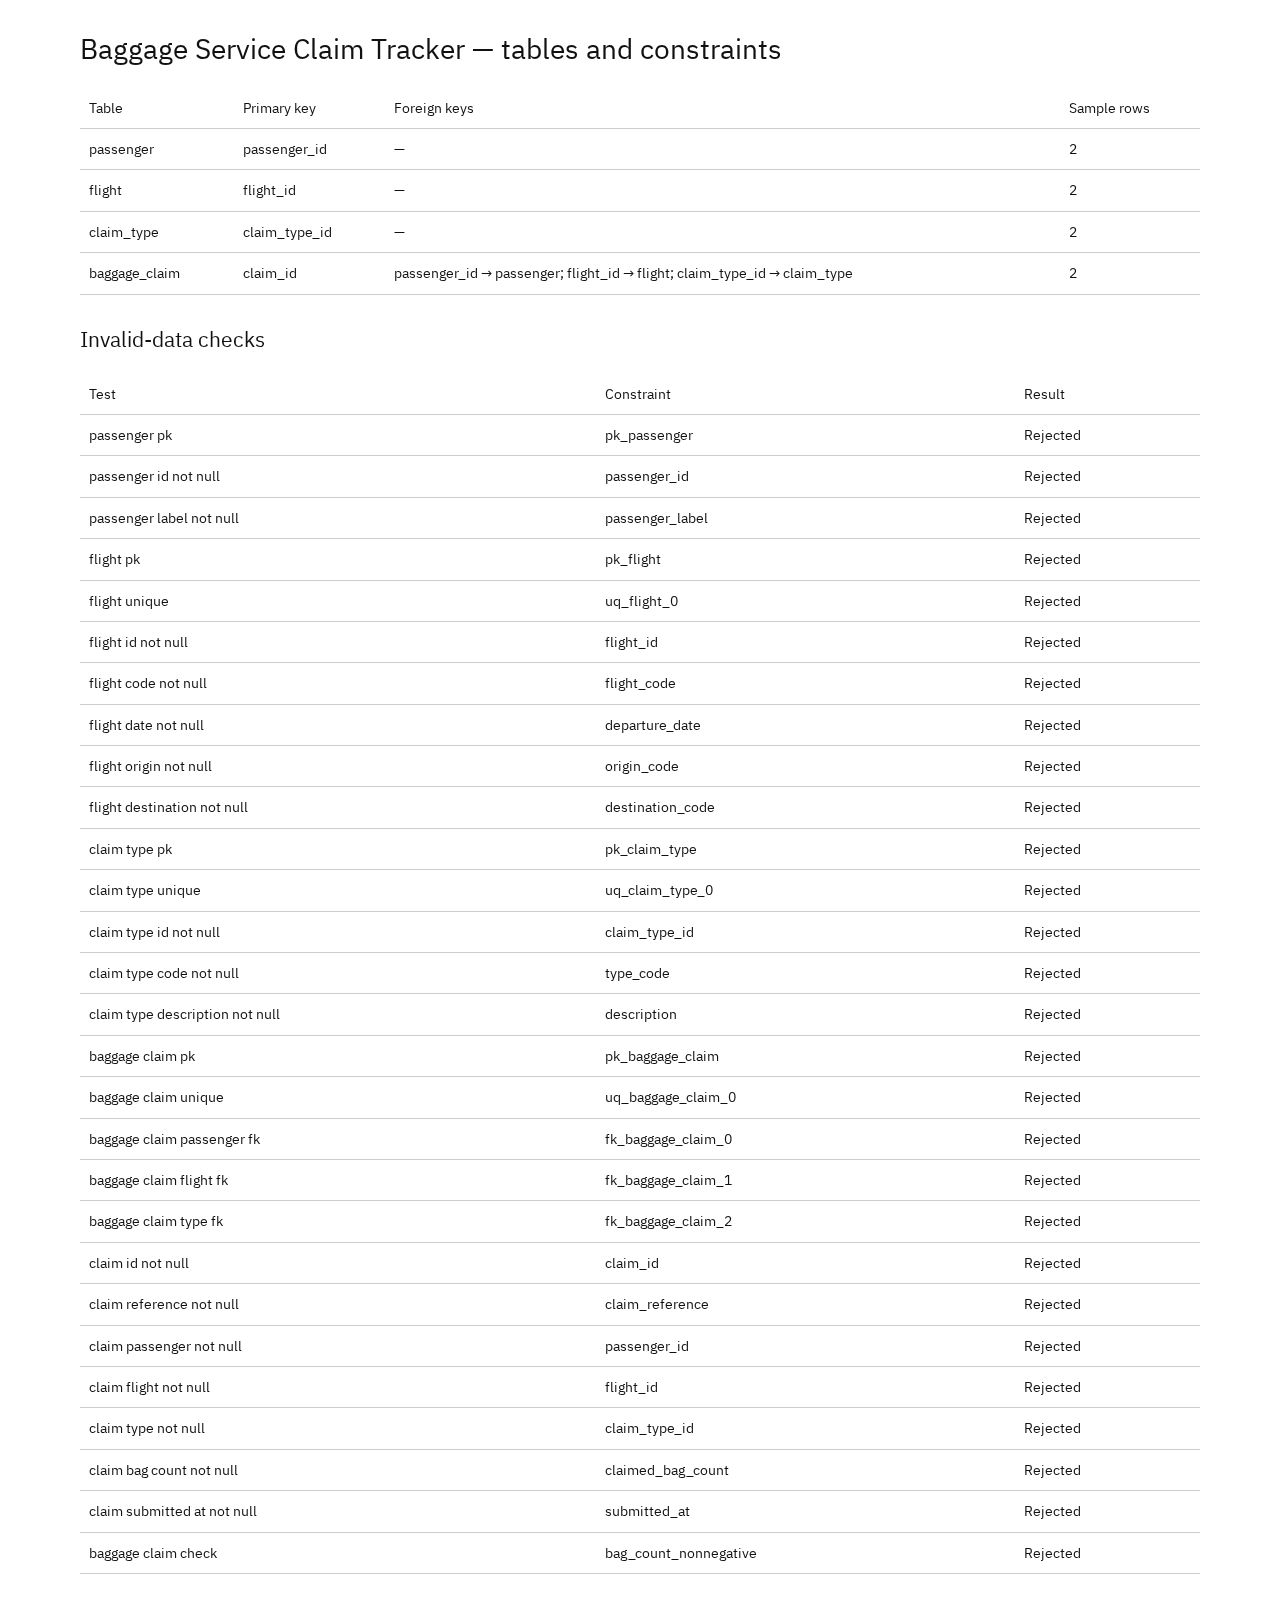 Baggage Service Claim Tracker — tables and constraints
Table Primary key Foreign keys Sample rows
passenger passenger_id — 2
flight flight_id — 2
claim_type claim_type_id — 2
baggage_claim claim_id passenger_id → passenger; flight_id → flight; claim_type_id → claim_type 2
Invalid-data checks
Test Constraint Result
passenger pk pk_passenger Rejected
passenger id not null passenger_id Rejected
passenger label not null passenger_label Rejected
flight pk pk_flight Rejected
flight unique uq_flight_0 Rejected
flight id not null flight_id Rejected
flight code not null flight_code Rejected
flight date not null departure_date Rejected
flight origin not null origin_code Rejected
flight destination not null destination_code Rejected
claim type pk pk_claim_type Rejected
claim type unique uq_claim_type_0 Rejected
claim type id not null claim_type_id Rejected
claim type code not null type_code Rejected
claim type description not null description Rejected
baggage claim pk pk_baggage_claim Rejected
baggage claim unique uq_baggage_claim_0 Rejected
baggage claim passenger fk fk_baggage_claim_0 Rejected
baggage claim flight fk fk_baggage_claim_1 Rejected
baggage claim type fk fk_baggage_claim_2 Rejected
claim id not null claim_id Rejected
claim reference not null claim_reference Rejected
claim passenger not null passenger_id Rejected
claim flight not null flight_id Rejected
claim type not null claim_type_id Rejected
claim bag count not null claimed_bag_count Rejected
claim submitted at not null submitted_at Rejected
baggage claim check bag_count_nonnegative Rejected